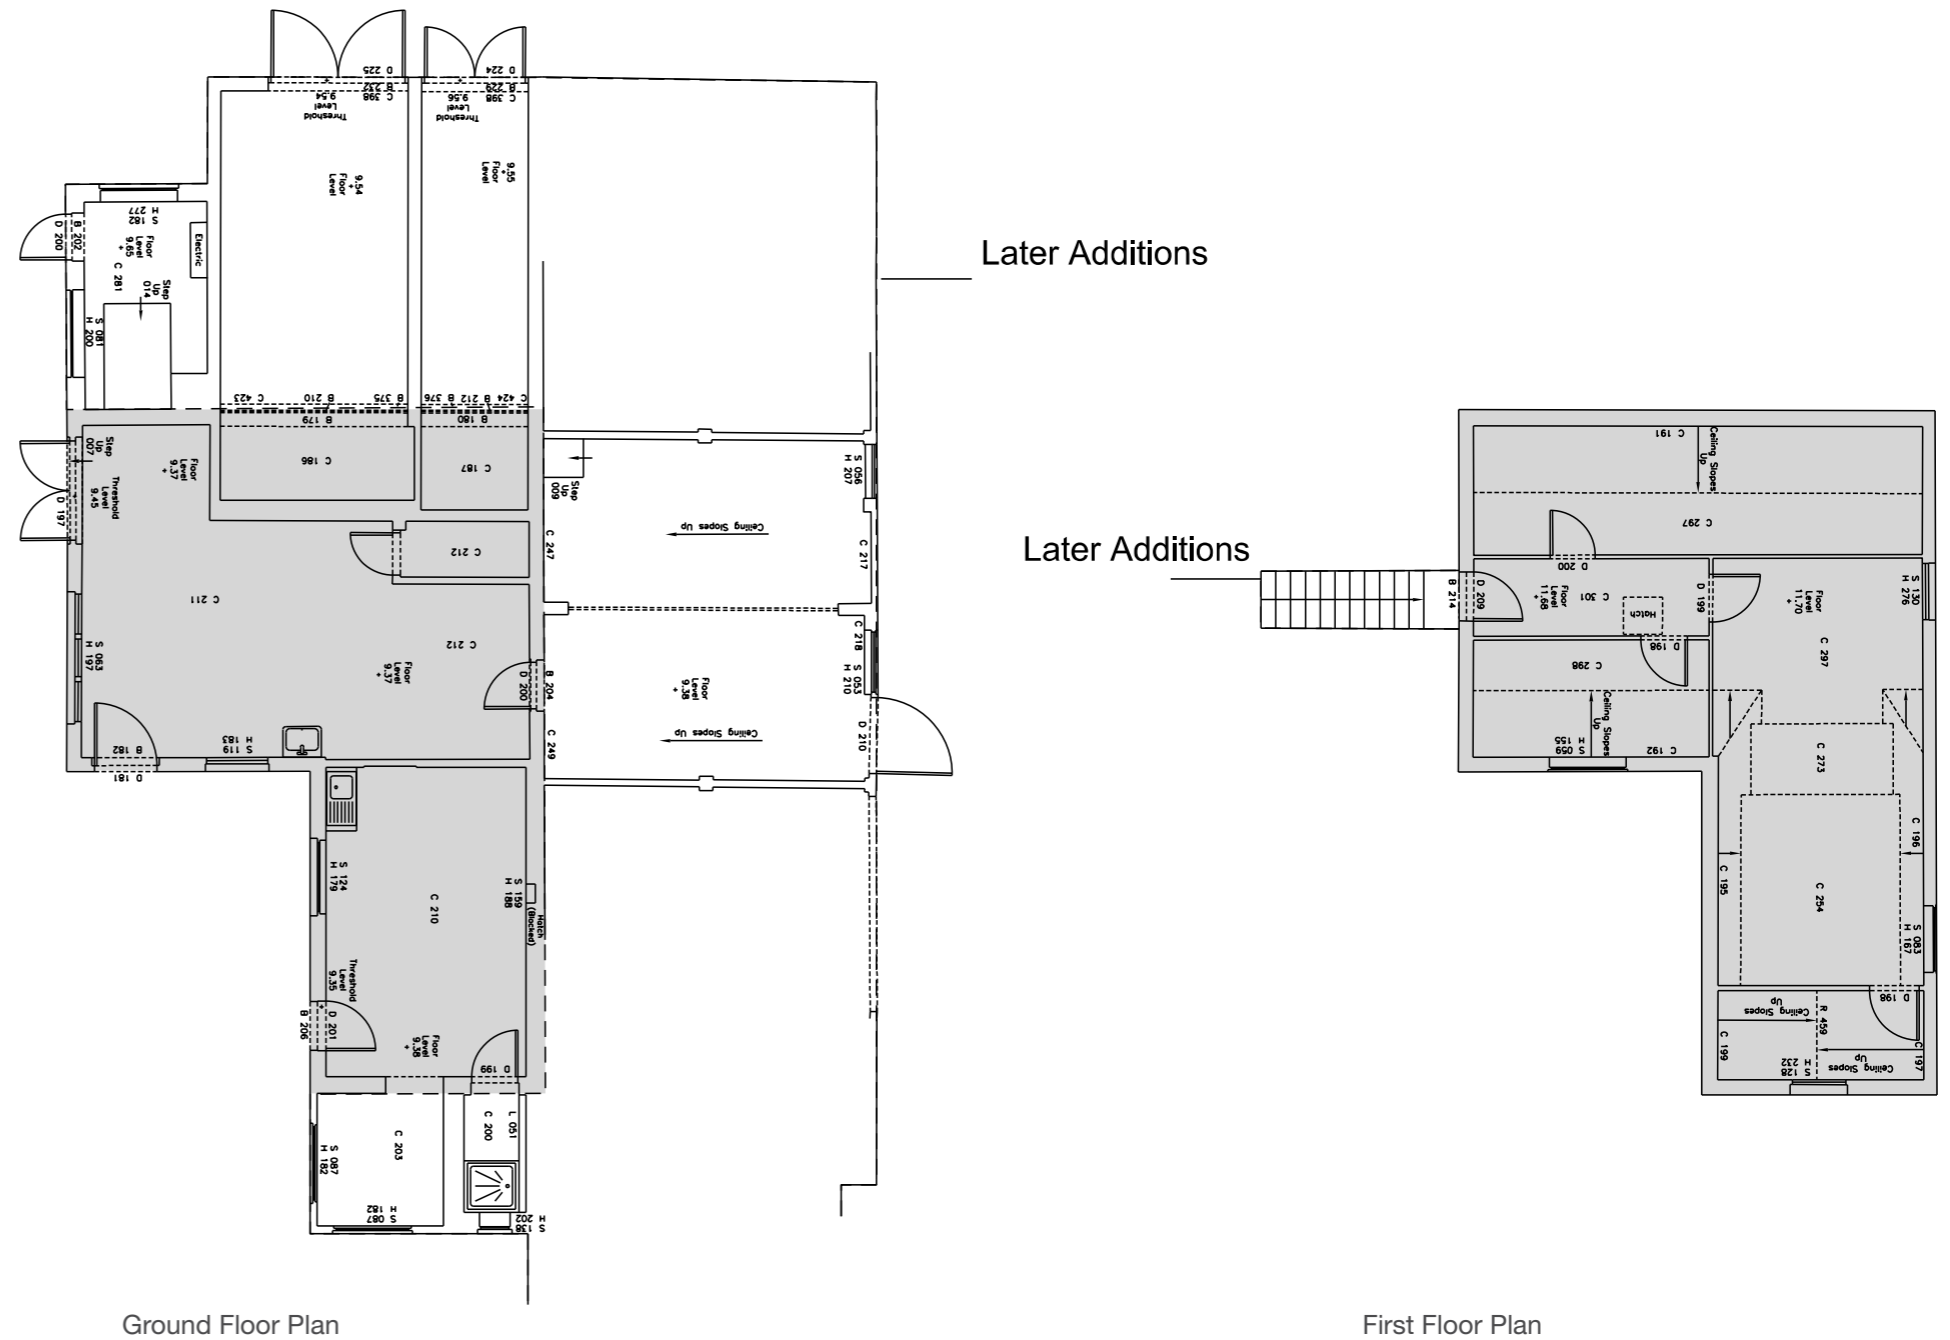 D 225
B 232
C 398
Threshold
Level
9.54
D 224
B 229
C 398
Threshold
Level
9.56
9.54
+
Floor
Level
9.55
+
Floor
Level
S 182
H 277
B 202
D 200
Floor
Level
9.65
+
C 281
Electric
Step
Up
014
S 081
H 200
Later Additions
C 423
B 210
B 375
B 376
B 212
C 424
B 179
B 180
C 186
C 187
Step
Up
007
Threshold
Level
9.45
D 197
Floor
Level
9.37
+
S 056
H 207
Step
Up
009
Ceiling Slopes Up
C 247
C 217
C 212
C 211
C 212
S 063
H 197
Floor
Level
9.37
+
B 204
D 200
C 249
C 218
S 053
H 210
Floor
Level
9.38
+
Ceiling Slopes Up
D 210
B 182
D 181
H 183
S 119
S 124
H 179
C 210
S 159
H 188
Hatch
(Blocked)
Threshold
Level
9.35
D 201
B 206
Floor
Level
9.38
+
D 199
L 051
C 200
C 203
S 087
H 182
H 182
S 087
H 202
S 138
Ground Floor Plan
Later Additions
C 191
Ceiling Slopes
Up
C 297
D 200
B 214
D 209
Floor
Level
11.68
+
C 301
Hatch
D 199
D 198
Floor
Level
11.70
+
S 130
H 276
C 297
C 298
Ceiling Slopes
Up
H 155
S 059
C 192
C 273
C 196
C 195
C 254
S 083
H 167
D 198
Ceiling Slopes
Up
R 459
C 199
C 197
Ceiling Slopes
Up
H 232
S 128
First Floor Plan